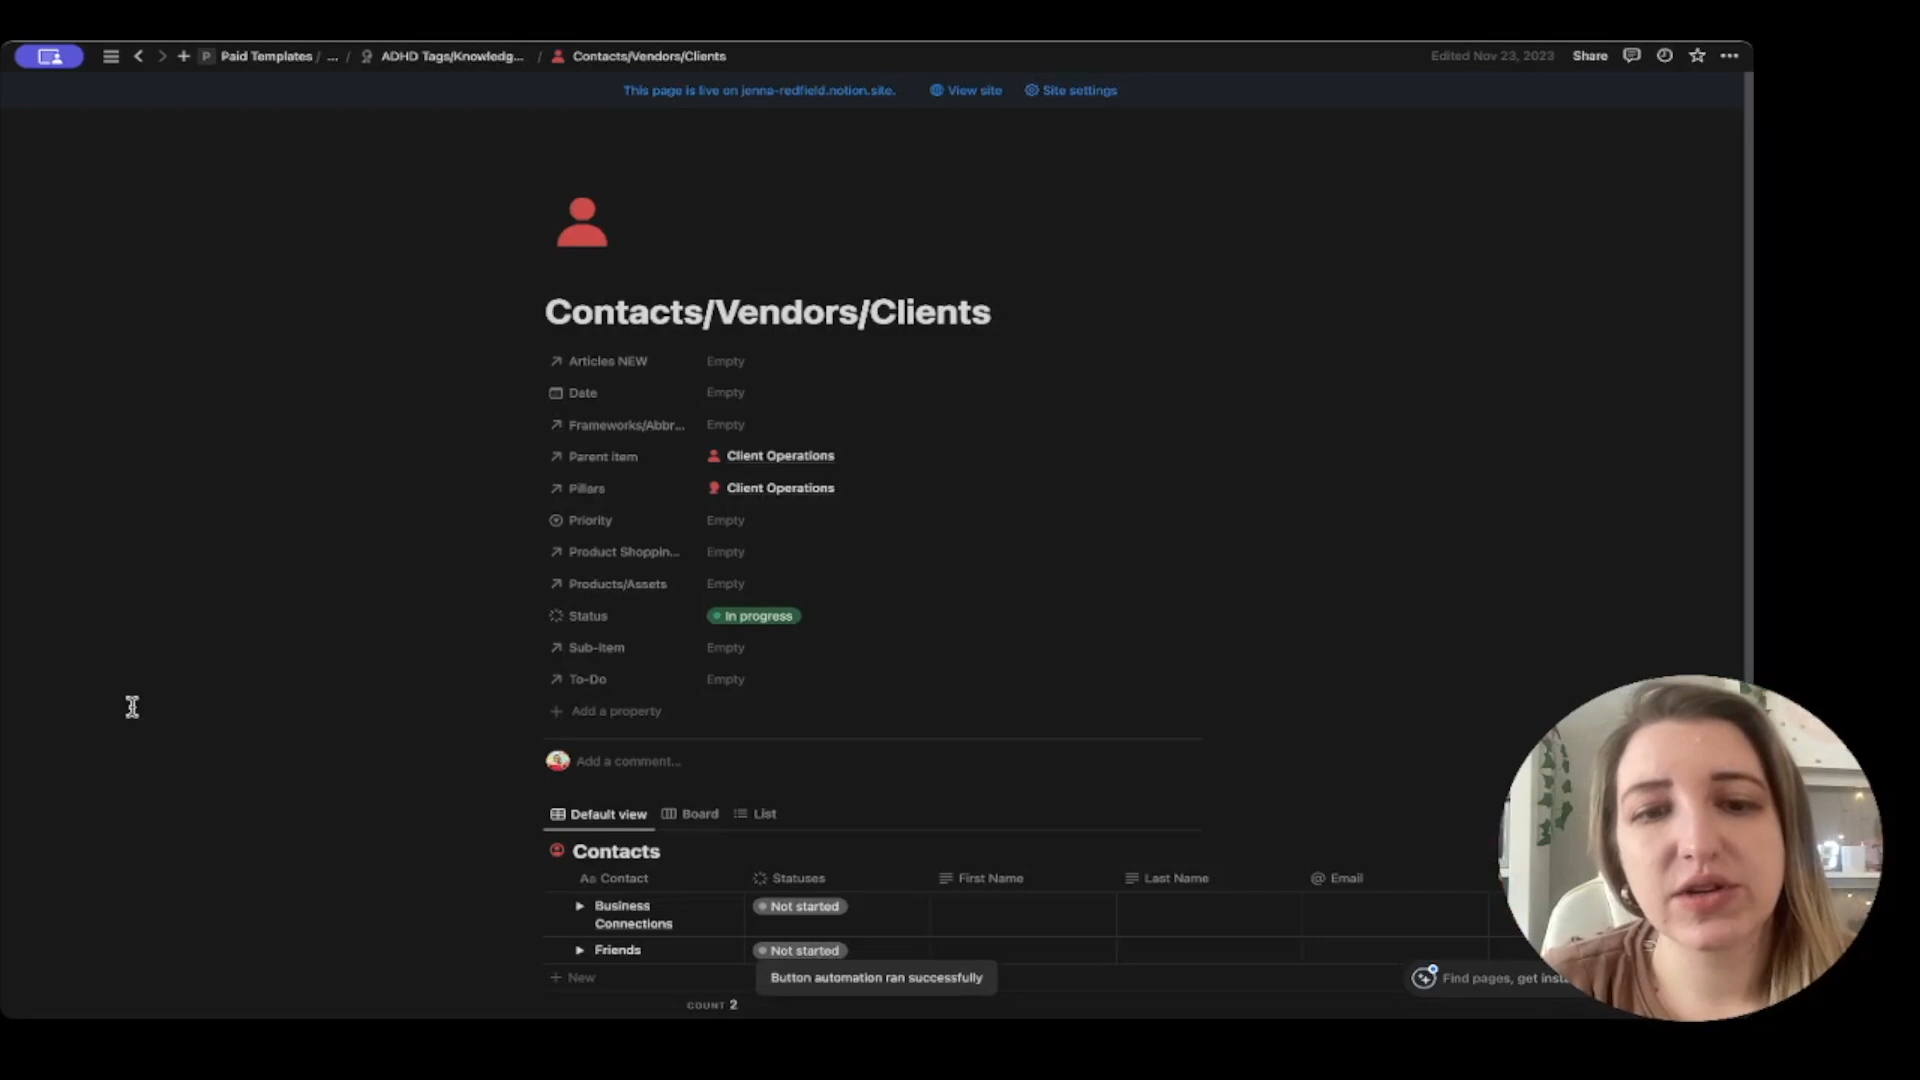 P Paid Templates / ... / ADHD Tags/Knowledg... / Contacts/Vendors/Clients
Edited Nov 23, 2023 Share
This page is live on jenna-redfield.notion.site. View site Site settings
Contacts/Vendors/Clients
Articles NEW Empty
Date Empty
Frameworks/Abbr... Empty
Parent item Client Operations
Pillars Client Operations
Priority Empty
Product Shoppin... Empty
Products/Assets Empty
Status In progress
Sub-item Empty
To-Do Empty
Add a property
Add a comment...
Default view Board List
Contacts
Aa Contact Statuses First Name Last Name @ Email
Business Connections Not started
Friends Not started
New
Button automation ran successfully
Find pages, get insta
COUNT 2